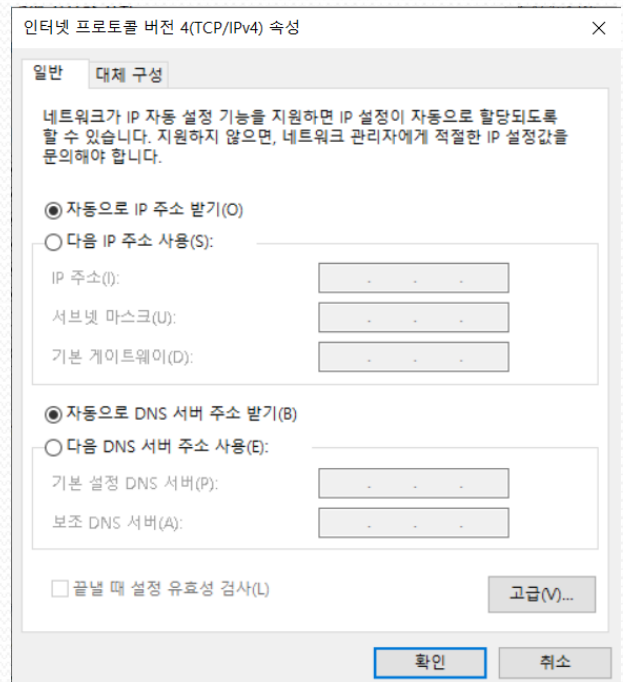 인터넷 프로토콜 버전 4(TCP/IPv4) 속성
일반
대체 구성
네트워크가 IP 자동 설정 기능을 지원하면 IP 설정이 자동으로 할당되도록
할 수 있습니다. 지원하지 않으면, 네트워크 관리자에게 적절한 IP 설정값을
문의해야 합니다.
자동으로 IP 주소 받기(O)
다음 IP 주소 사용(S):
IP 주소(I):
서브넷 마스크(U):
기본 게이트웨이(D):
자동으로 DNS 서버 주소 받기(B)
다음 DNS 서버 주소 사용(E):
기본 설정 DNS 서버(P):
보조 DNS 서버(A):
끝낼 때 설정 유효성 검사(L)
고급(V)...
확인
취소